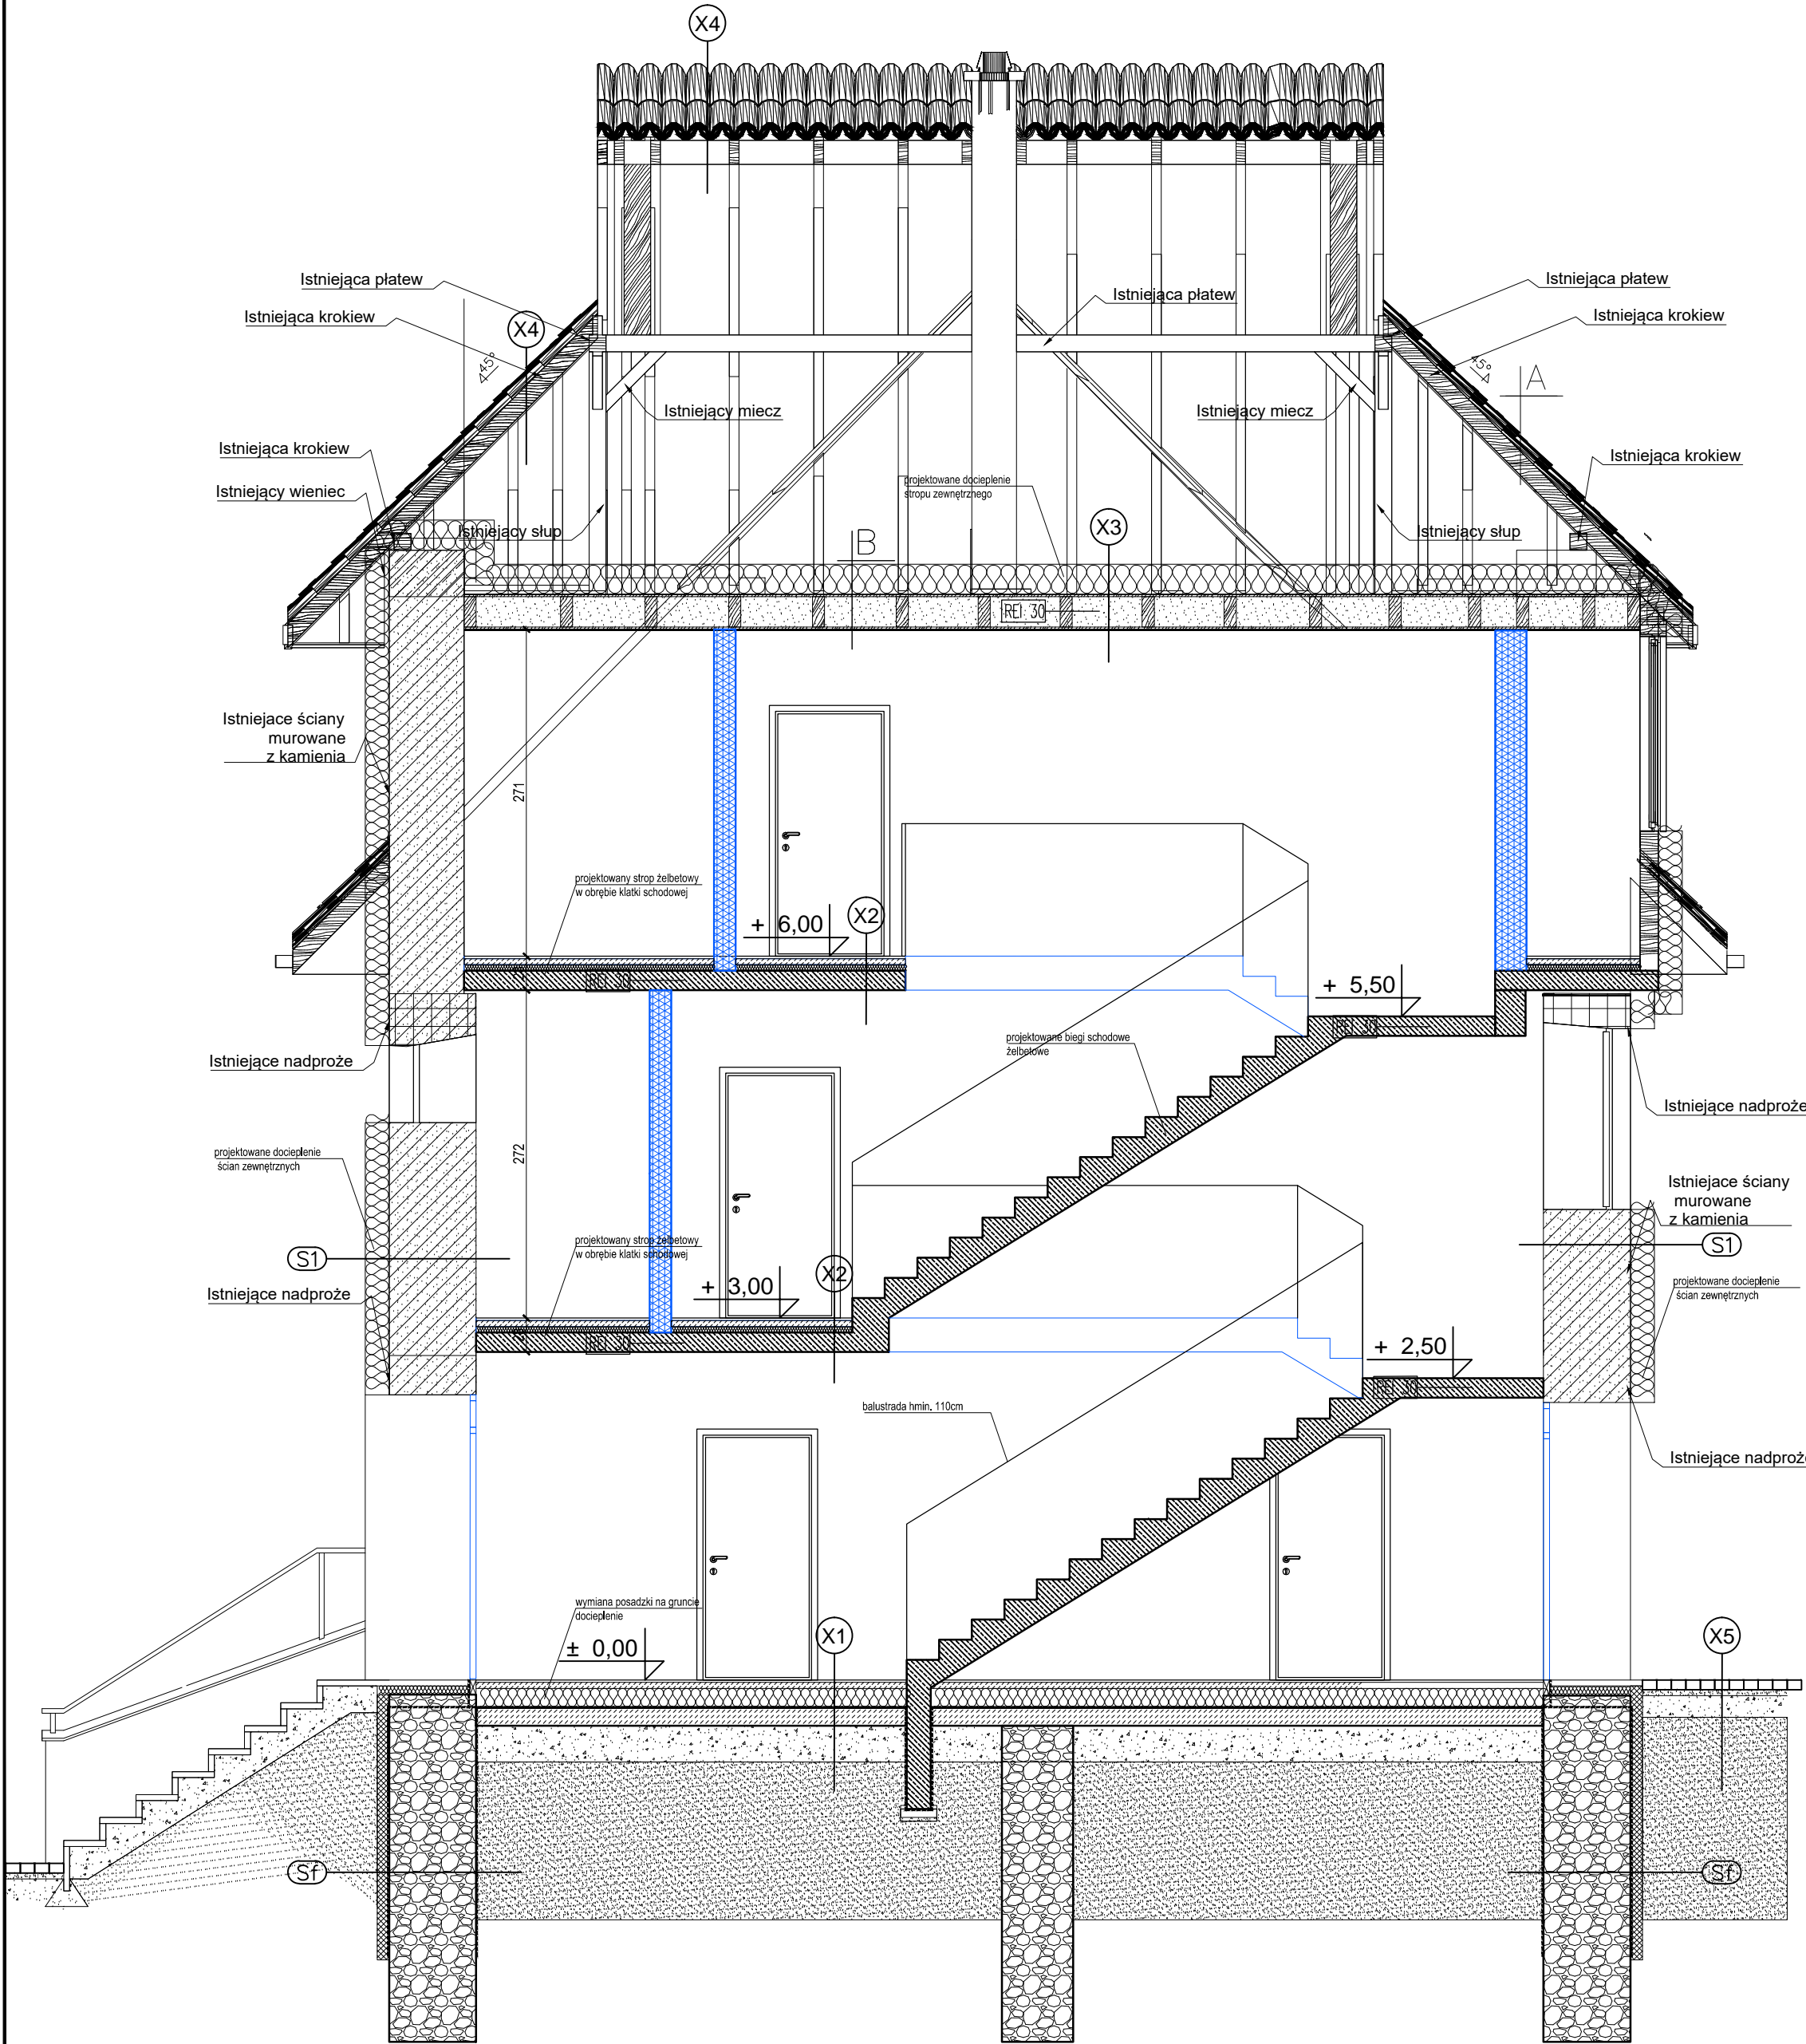 X4
Istniejąca płatew
Istniejąca płatew
Istniejąca płatew
Istniejąca krokiew
Istniejąca krokiew
X4
45°
45°
A
Istniejący miecz
Istniejący miecz
Istniejąca krokiew
Istniejąca krokiew
projektowane docieplenie
stropu zewnętrznego
Istniejący wieniec
Istniejący słup
Istniejący słup
X3
B
REI 30
Istniejace ściany
murowane
z kamienia
271
projektowany strop żelbetowy
w obrębie klatki schodowej
+ 6,00
X2
REI 30
+ 5,50
REI 30
projektowane biegi schodowe
żelbetowe
Istniejące nadproże
Istniejące nadproże
272
projektowane docieplenie
ścian zewnętrznych
Istniejace ściany
murowane
z kamienia
projektowany strop żelbetowy
w obrębie klatki schodowej
S1
S1
X2
+ 3,00
projektowane docieplenie
ścian zewnętrznych
Istniejące nadproże
REI 30
+ 2,50
REI 30
balustrada hmin. 110cm
Istniejące nadproże
wymiana posadzki na gruncie
docieplenie
± 0,00
X1
X5
Sf
Sf